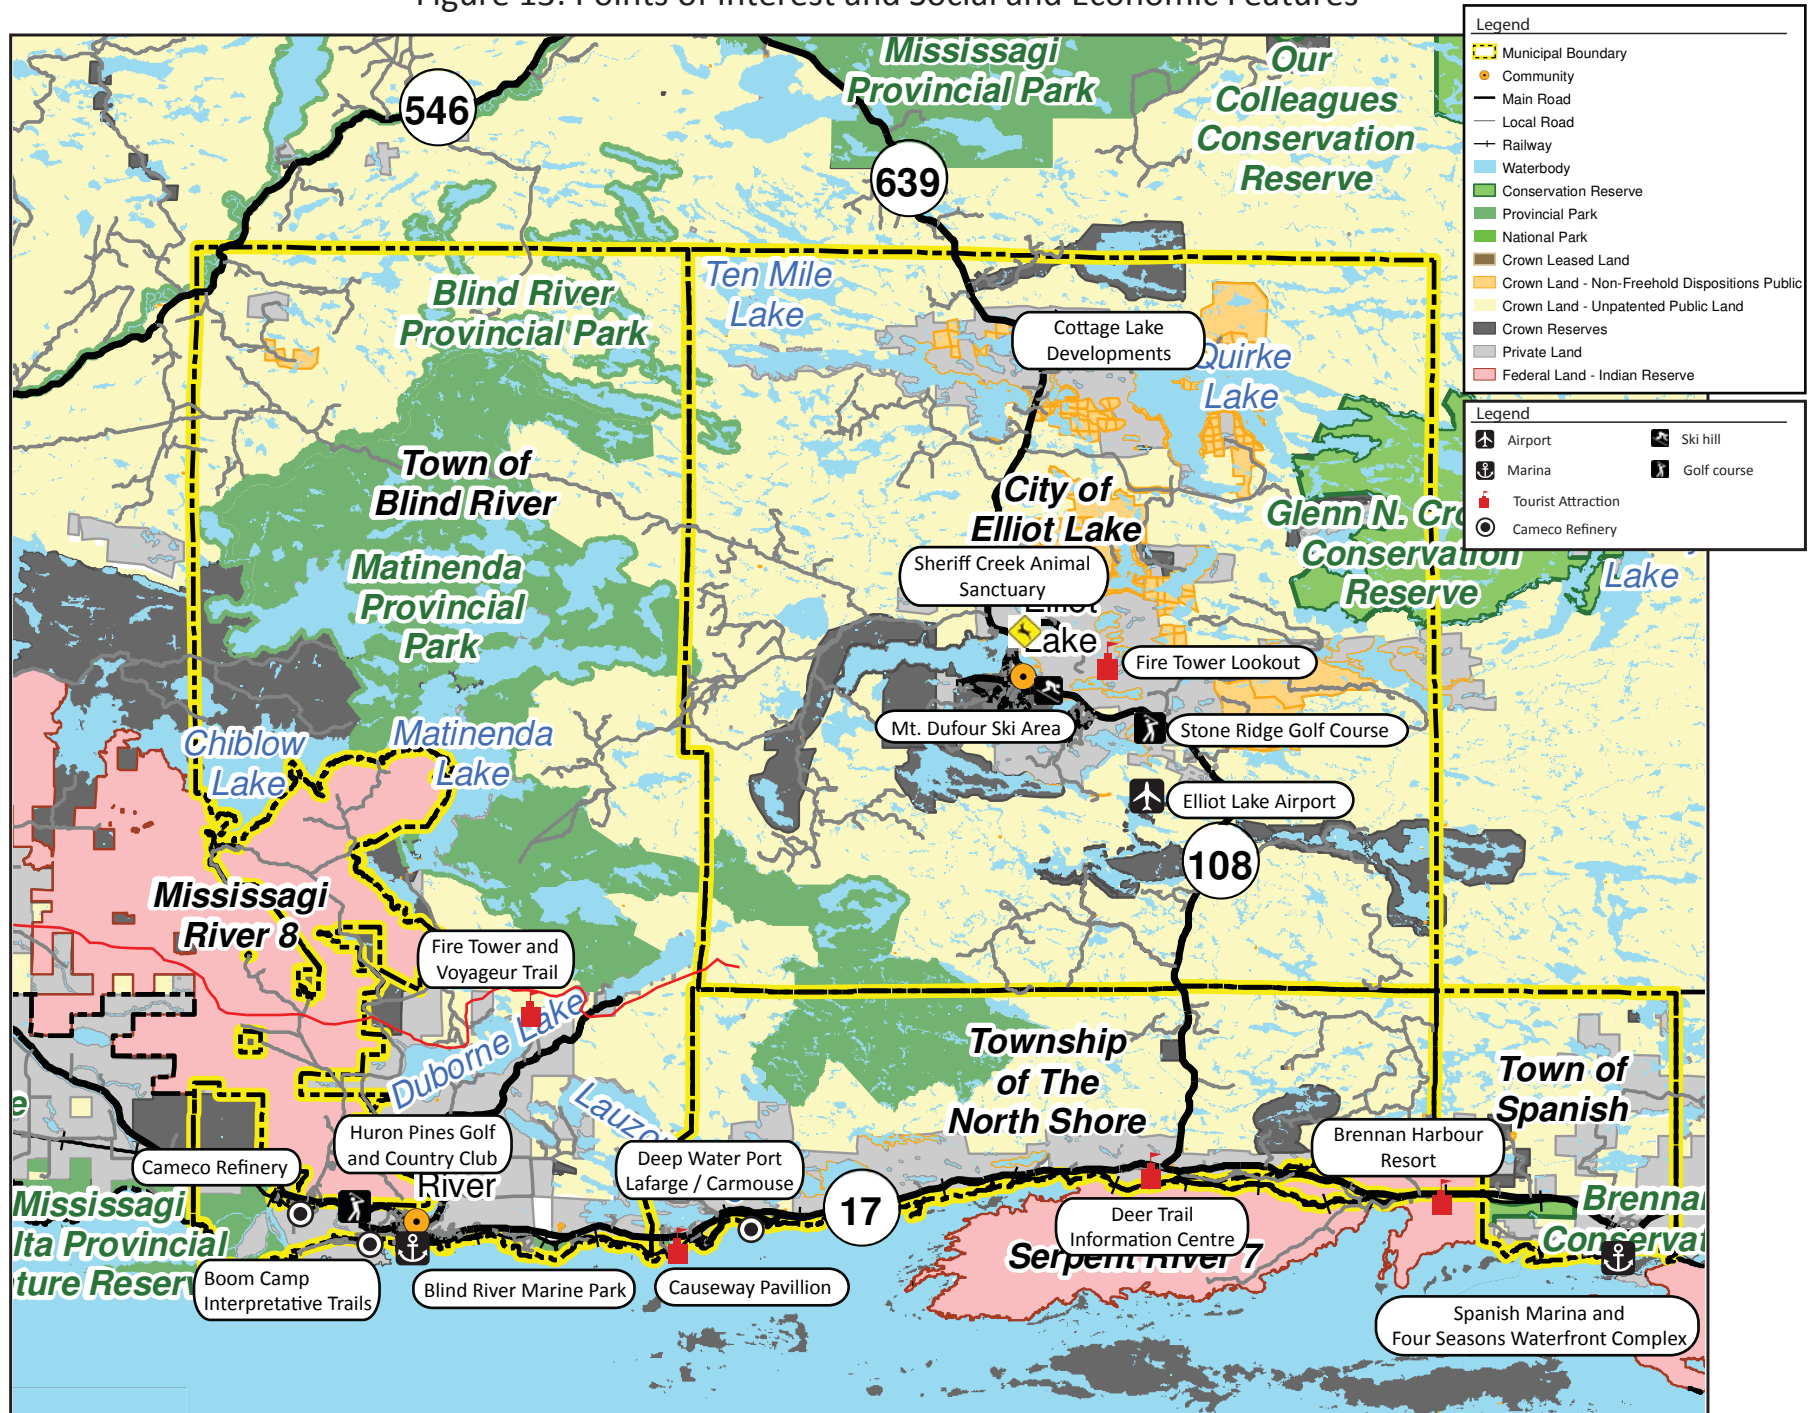 Figure 13: Points of Interest and Social and Economic Features
Legend
Municipal Boundary
Community
Main Road
Local Road
Railway
Waterbody
Conservation Reserve
Provincial Park
National Park
Crown Leased Land
Crown Land - Non-Freehold Dispositions Public
Crown Land - Unpatented Public Land
Crown Reserves
Private Land
Federal Land - Indian Reserve
Legend
Airport
Ski hill
Marina
Golf course
Tourist Attraction
Cameco Refinery
Mississagi
Provincial Park
Our
Colleagues
Conservation
Reserve
546
639
Blind River
Provincial Park
Ten Mile
Lake
Cottage Lake
Developments
Quirke
Lake
Town of
Blind River
City of
Elliot Lake
Glenn N. Cro
Conservation
Reserve
Lake
Matinenda
Provincial
Park
Sheriff Creek Animal
Sanctuary
Elliot
Lake
Fire Tower Lookout
Mt. Dufour Ski Area
Stone Ridge Golf Course
Chiblow
Lake
Matinenda
Lake
Elliot Lake Airport
108
Mississagi
River 8
Fire Tower and
Voyageur Trail
Duborne Lake
Township
of The
North Shore
Town of
Spanish
Lauzo
e
Huron Pines Golf
and Country Club
Cameco Refinery
River
Deep Water Port
Lafarge / Carmouse
17
Brennan Harbour
Resort
Mississagi
lta Provincial
ture Reserv
Brennan
Conservat
Deer Trail
Information Centre
Serpent River 7
Boom Camp
Interpretative Trails
Blind River Marine Park
Causeway Pavillion
Spanish Marina and
Four Seasons Waterfront Complex